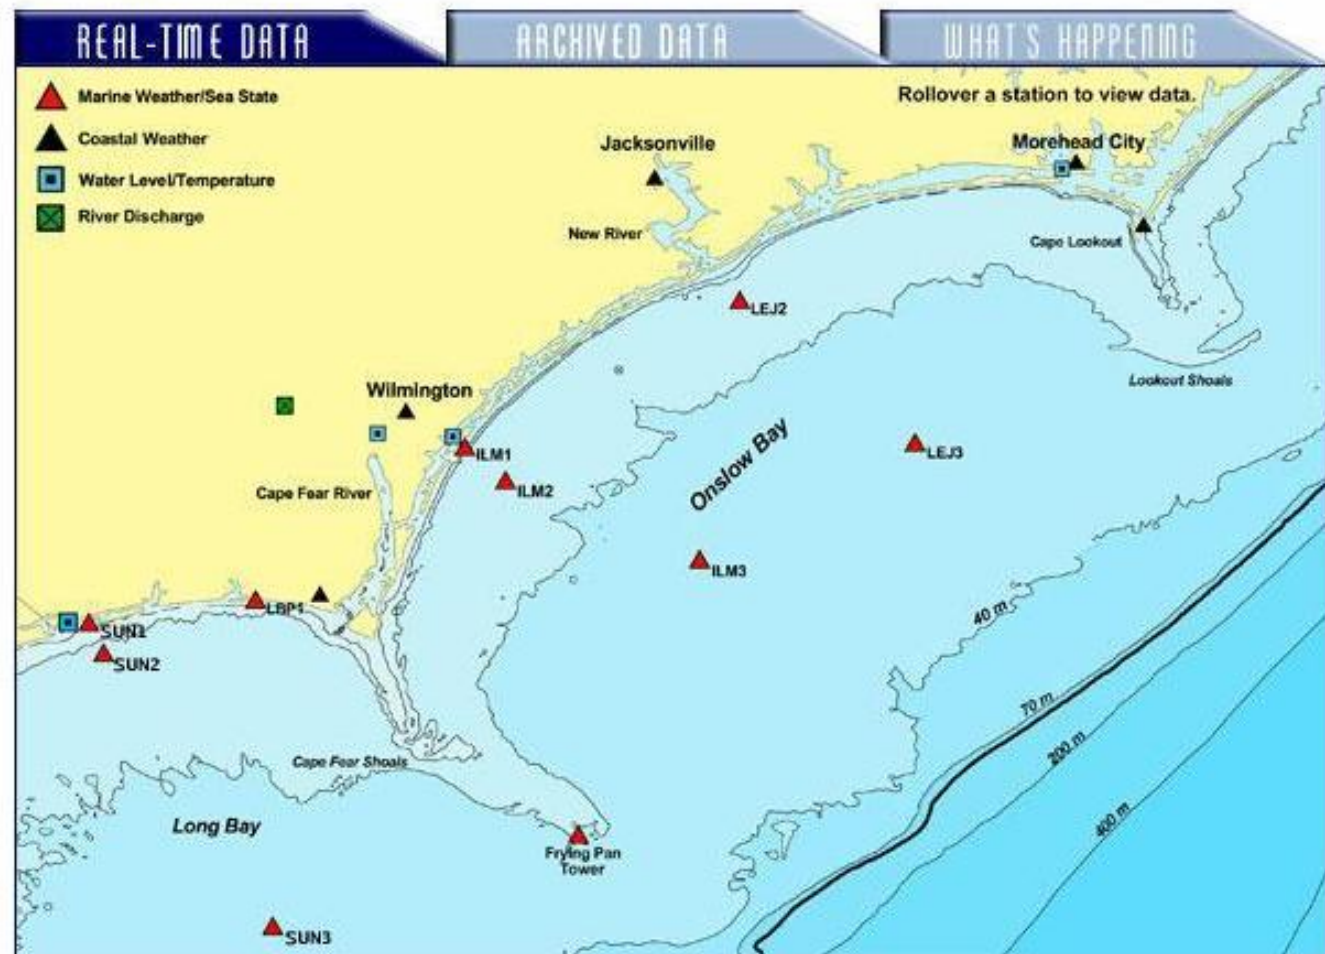 REAL-TIME DATA
ARCHIVED DATA
WHAT'S HAPPENING
Marine Weather/Sea State
Rollover a station to view data.
Coastal Weather
Jacksonville
Morehead City
Water Level/Temperature
River Discharge
New River
Cape Lookout
LEJ2
Lookout Shoals
Wilmington
ILM1
LEJ3
Onslow Bay
ILM2
Cape Fear River
ILM3
LBP1
40 m
SUN1
SUN2
70 m
200 m
Cape Fear Shoals
400 m
Long Bay
Frying Pan
Tower
SUN3